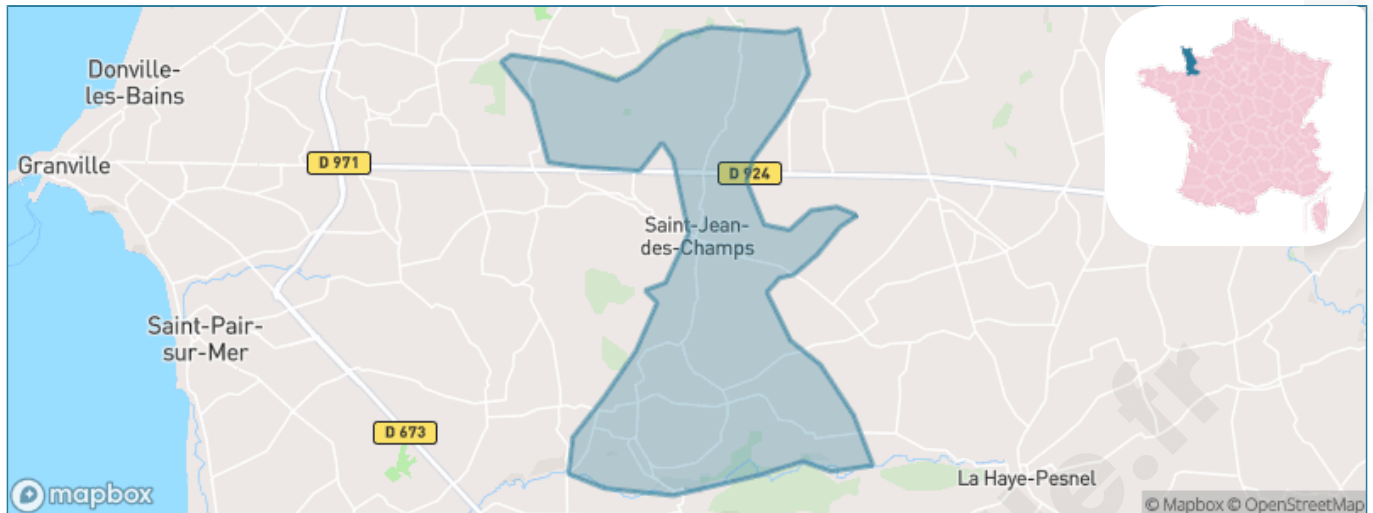 Donville-
les-Bains
Granville
D 971
D 924
Saint-Jean-
des-Champs
Saint-Pair-
sur-Mer
D 673
La Haye-Pesnel
mapbox
© Mapbox © OpenStreetMap
e.fr